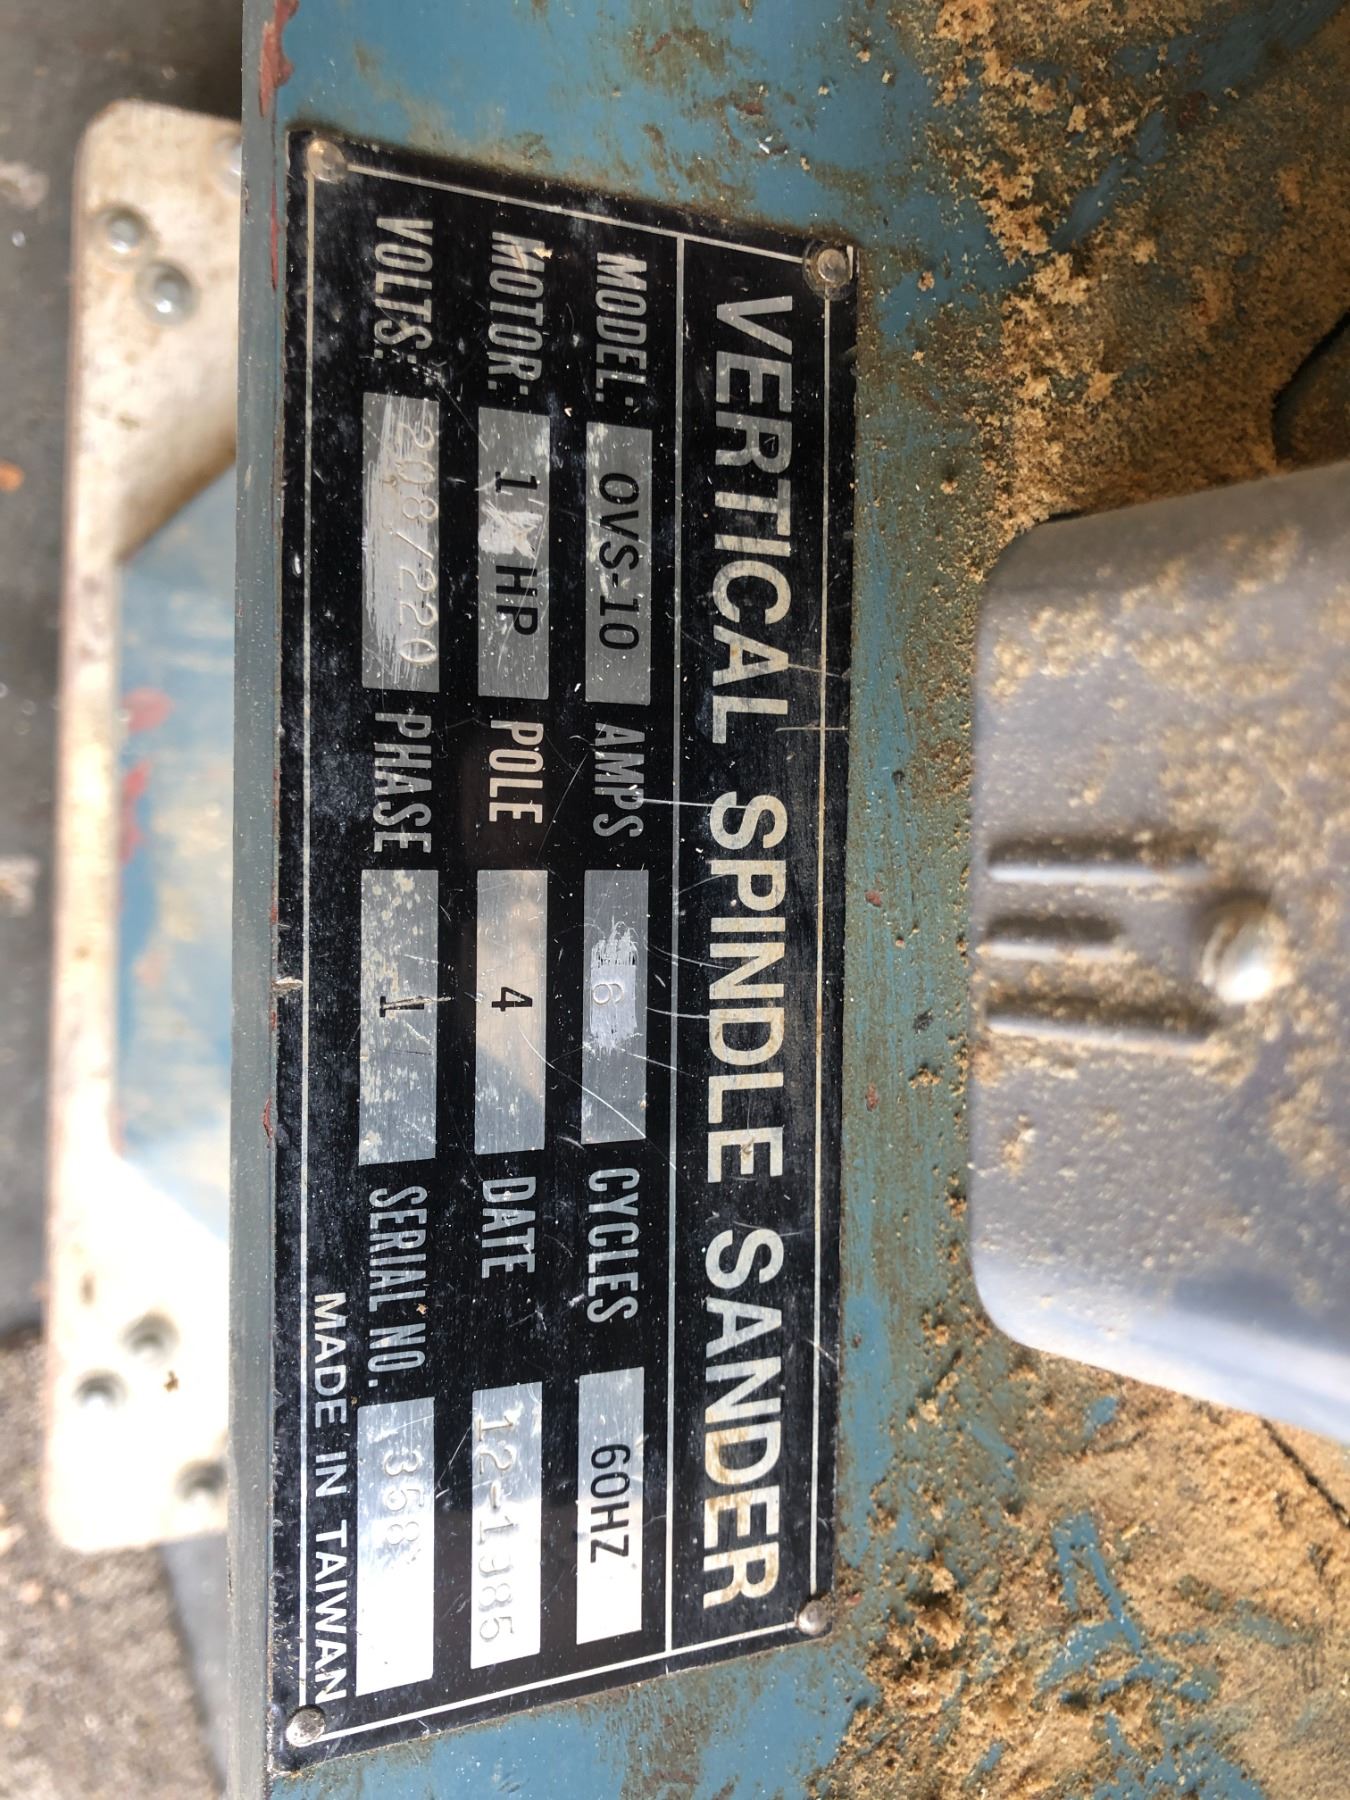 VERTICAL SPINDLE SANDER
MODEL: OVS-10 AMPS 6 CYCLES 60HZ
MOTOR: 1 HP POLE 4 DATE 12-1985
VOLTS: 208/220 PHASE 1 SERIAL NO. 358
MADE IN TAIWAN